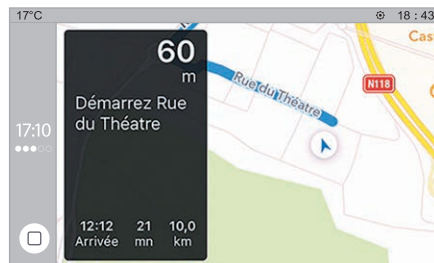 17°C
18 : 43
60
m
Démarrez Rue
du Théatre
12:12 21 10,0
Arrivée mn km
17:10
Rue du Théatre
N118
Cas